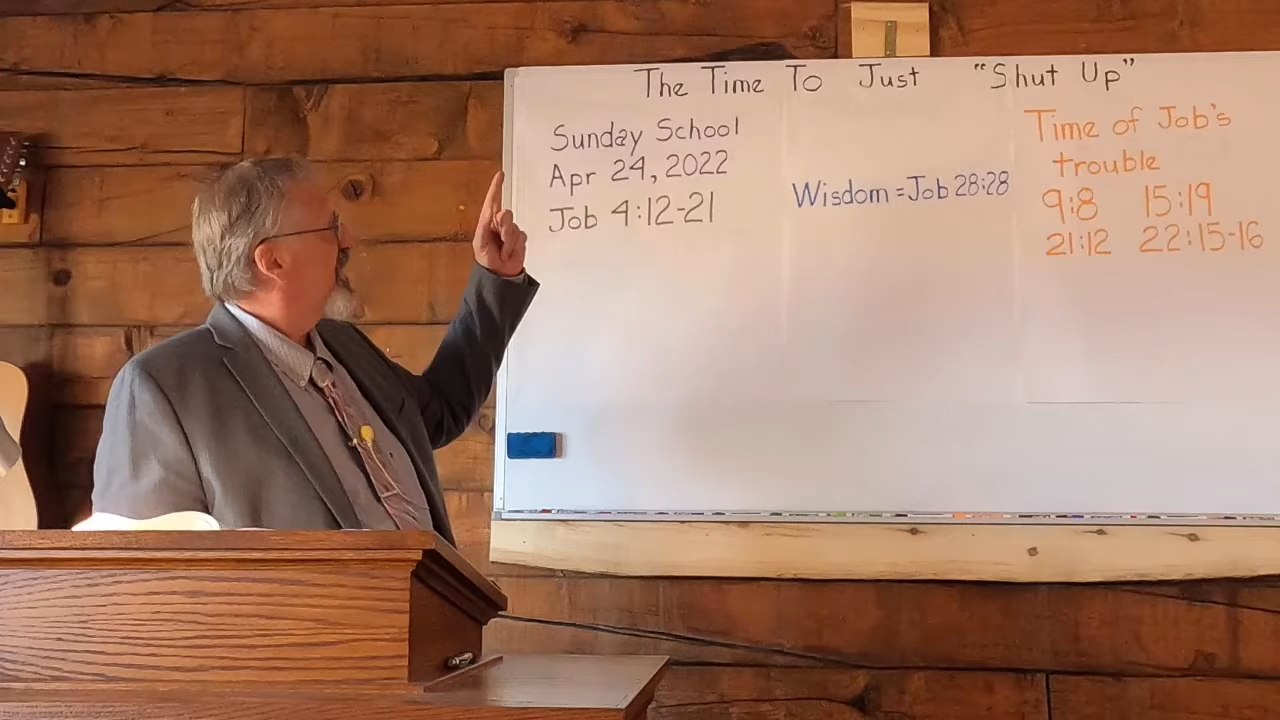 The Time To Just "Shut Up"
Sunday School
Apr 24, 2022
Job 4:12-21
Wisdom = Job 28:28
Time of Job's
trouble
9:8 15:19
21:12 22:15-16